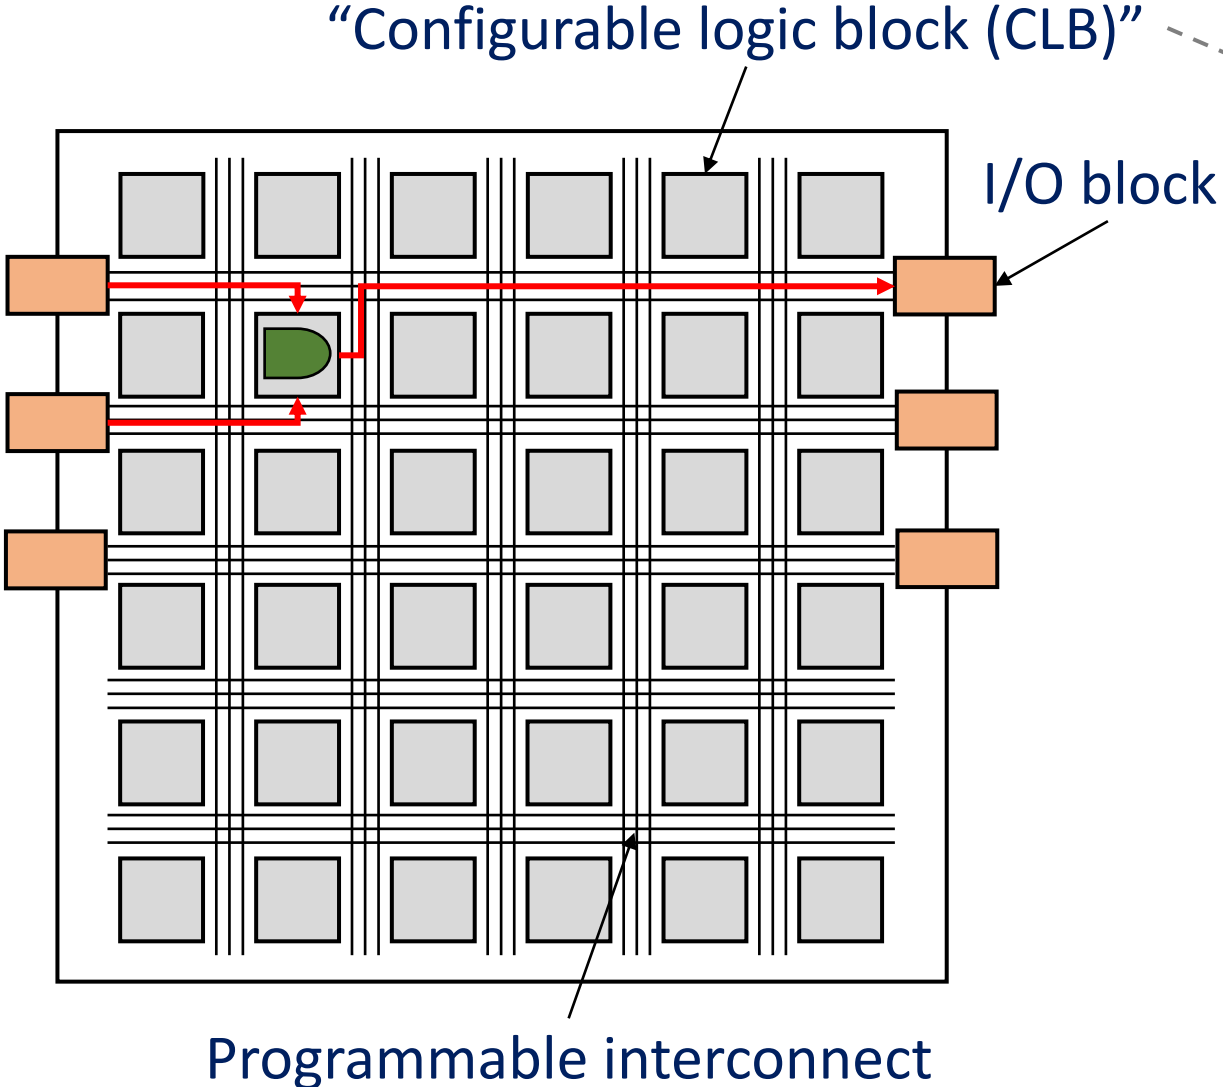 “Configurable logic block (CLB)”
I/O block
Programmable interconnect